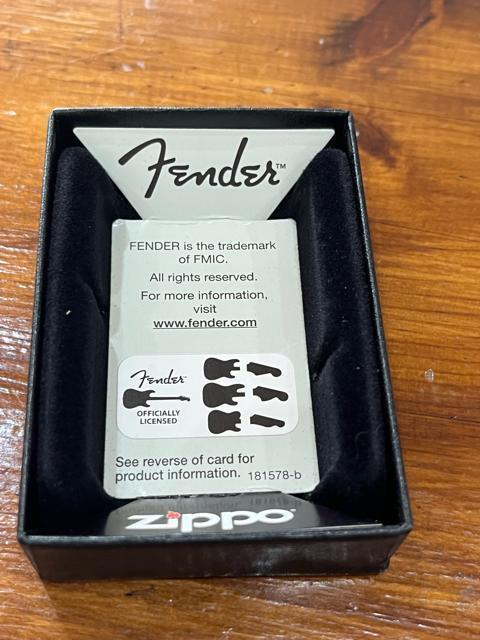 Fender™
FENDER is the trademark
of FMIC.
All rights reserved.
For more information,
visit
www.fender.com
Fender™
OFFICIALLY
LICENSED
See reverse of card for
product information. 181578-b
zippo